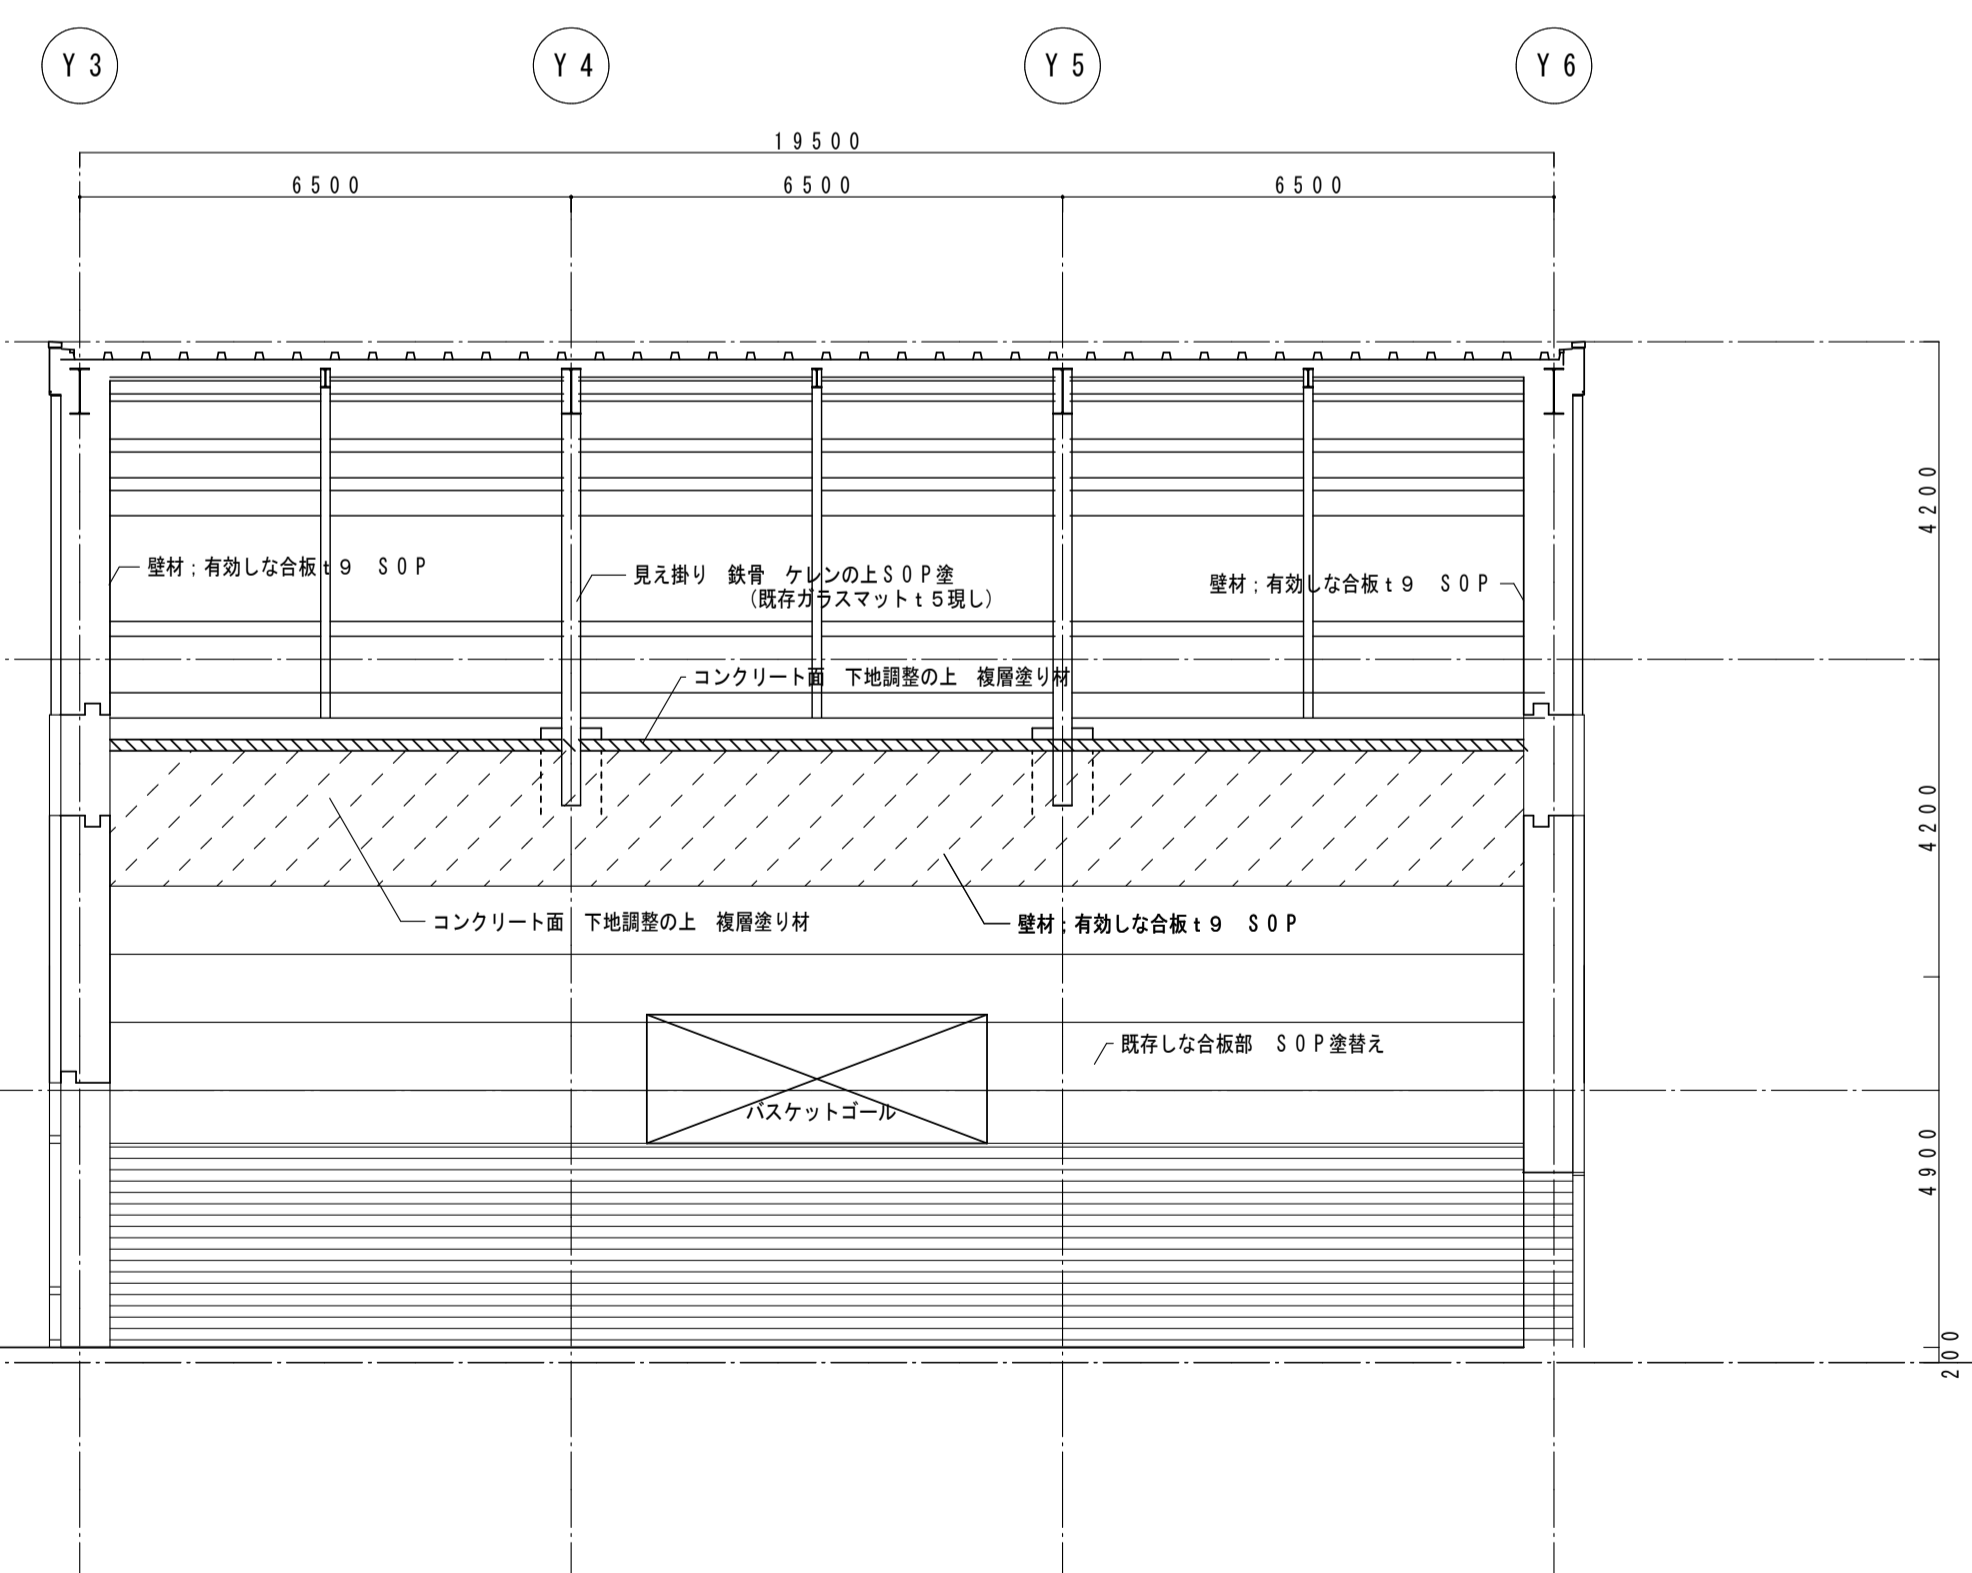 Y3
Y4
Y5
Y6
19500
6500
6500
6500
4200
壁材；有効しな合板ｔ９　ＳＯＰ
見え掛り　鉄骨　ケレンの上ＳＯＰ塗
（既存ガラスマットｔ５現し）
壁材；有効しな合板ｔ９　ＳＯＰ
コンクリート面　下地調整の上　複層塗り材
4200
コンクリート面　下地調整の上　複層塗り材
壁材；有効しな合板ｔ９　ＳＯＰ
既存しな合板部　ＳＯＰ塗替え
バスケットゴール
4900
200